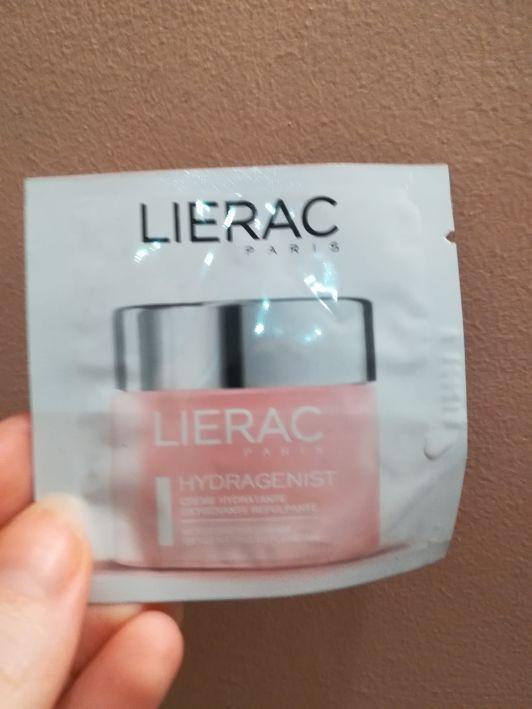 LIERAC
PARIS
LIERAC
PARIS
HYDRAGENIST
CRÈME HYDRATANTE
OXYGÉNANTE REPULPANTE